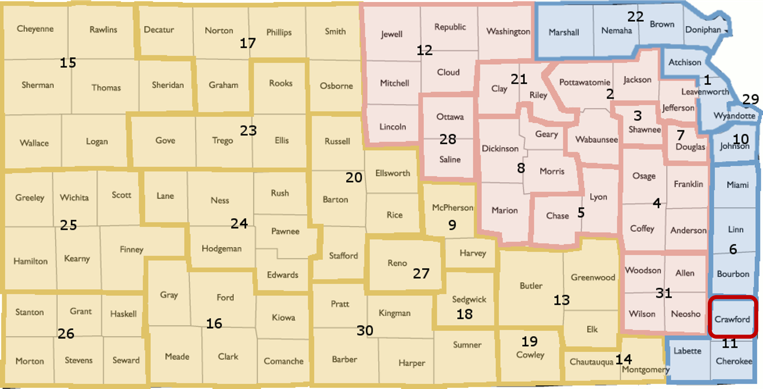 22
Cheyenne Rawlins Decatur Norton Phillips Smith Jewell Republic Washington Marshall Nemaha Brown Doniphan
15 17 12
Sherman Thomas Sheridan Graham Rooks Osborne Mitchell Cloud Clay 21 Riley Pottawatomie 2 Jackson Atchison 1 Leavenworth
Jefferson 29
Wyandotte
Wallace Logan Gove Trego 23 Ellis Russell Lincoln Ottawa 28 Saline Dickinson Geary Wabaunsee 3 Shawnee 7 Douglas 10 Johnson
8 Morris
Greeley Wichita Scott Lane Ness Rush 20 Barton Ellsworth Rice McPherson 9 Marion Chase 5 Lyon Osage Franklin Miami
25 24 4
Hamilton Kearny Finney Hodgeman Pawnee Edwards Stafford Reno 27 Harvey Coffey Anderson Linn 6 Bourbon
Stanton Grant Haskell Gray Ford Kiowa Pratt Kingman Sedgwick 18 Butler 13 Greenwood Elk Woodson Allen 31 Wilson Neosho Crawford
26 16 30
Morton Stevens Seward Meade Clark Comanche Barber Harper Sumner 19 Cowley Chautauqua 14 Montgomery Labette 11 Cherokee